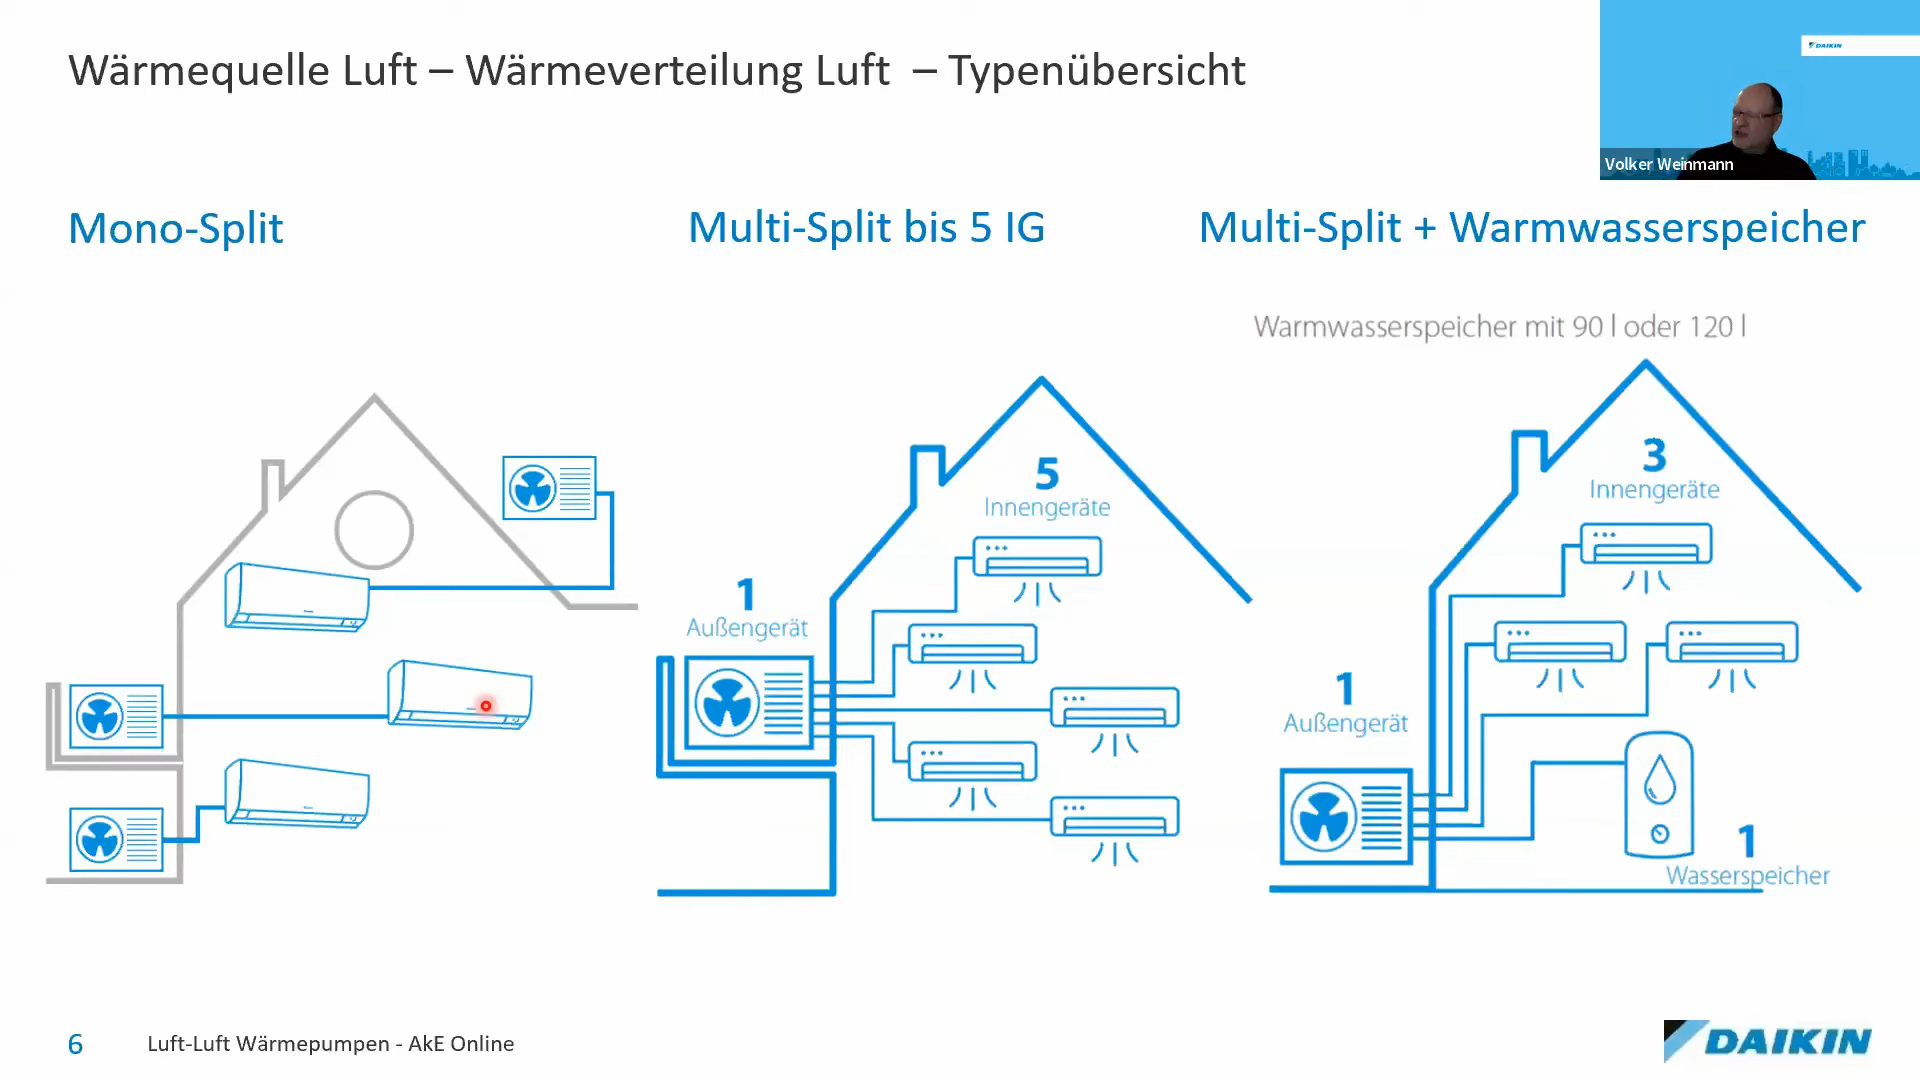 Wärmequelle Luft – Wärmeverteilung Luft – Typenübersicht
DAIKIN
Volker Weinmann
Mono-Split
Multi-Split bis 5 IG
Multi-Split + Warmwasserspeicher
Warmwasserspeicher mit 90 l oder 120 l
5
Innengeräte
1
Außengerät
3
Innengeräte
1
Außengerät
1
Wasserspeicher
6
Luft-Luft Wärmepumpen - AkE Online
DAIKIN